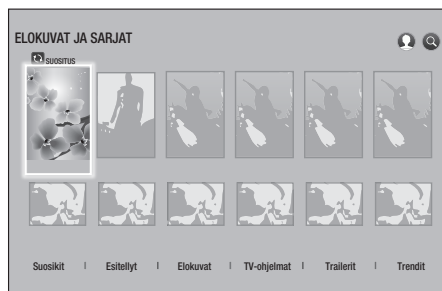 ELOKUVAT JA SARJAT
SUOSITUS
Suosikit | Esitellyt | Elokuvat | TV-ohjelmat | Trailerit | Trendit